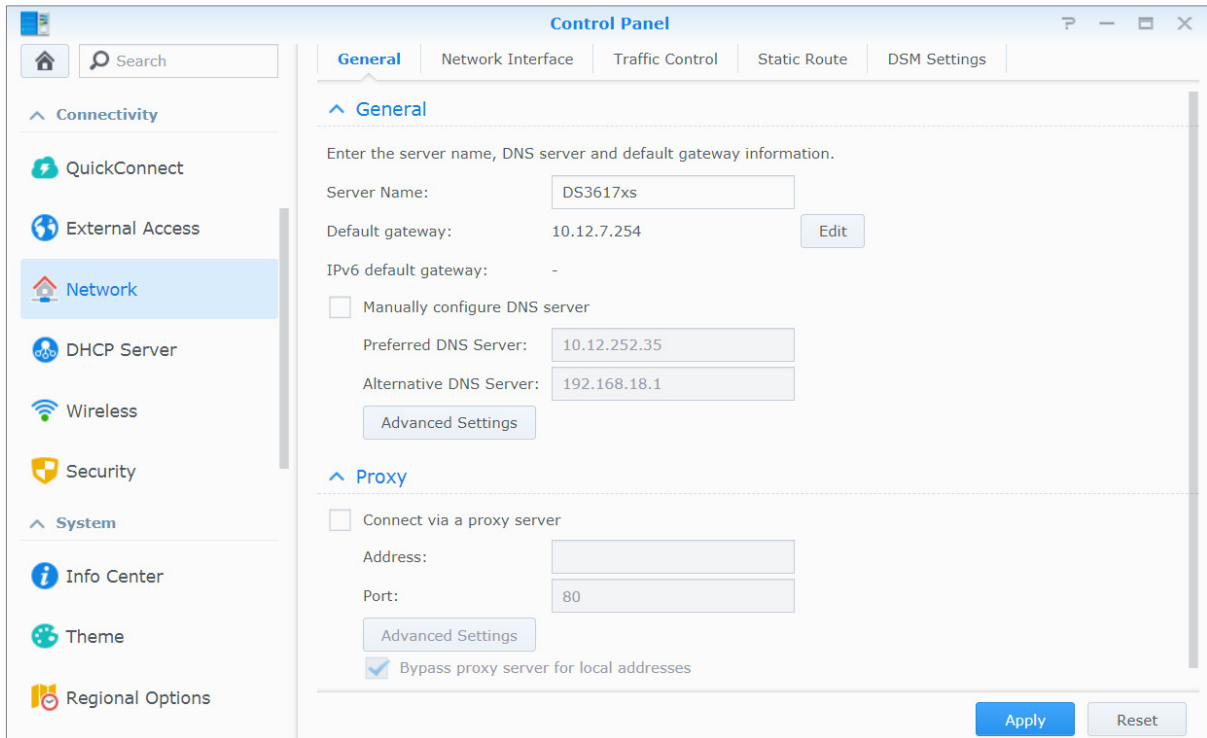 Control Panel
Search
Connectivity
QuickConnect
External Access
Network
DHCP Server
Wireless
Security
System
Info Center
Theme
Regional Options
General
Network Interface
Traffic Control
Static Route
DSM Settings
General
Enter the server name, DNS server and default gateway information.
Server Name: DS3617xs
Default gateway: 10.12.7.254 Edit
IPv6 default gateway: -
Manually configure DNS server
Preferred DNS Server: 10.12.252.35
Alternative DNS Server: 192.168.18.1
Advanced Settings
Proxy
Connect via a proxy server
Address:
Port: 80
Advanced Settings
Bypass proxy server for local addresses
Apply
Reset